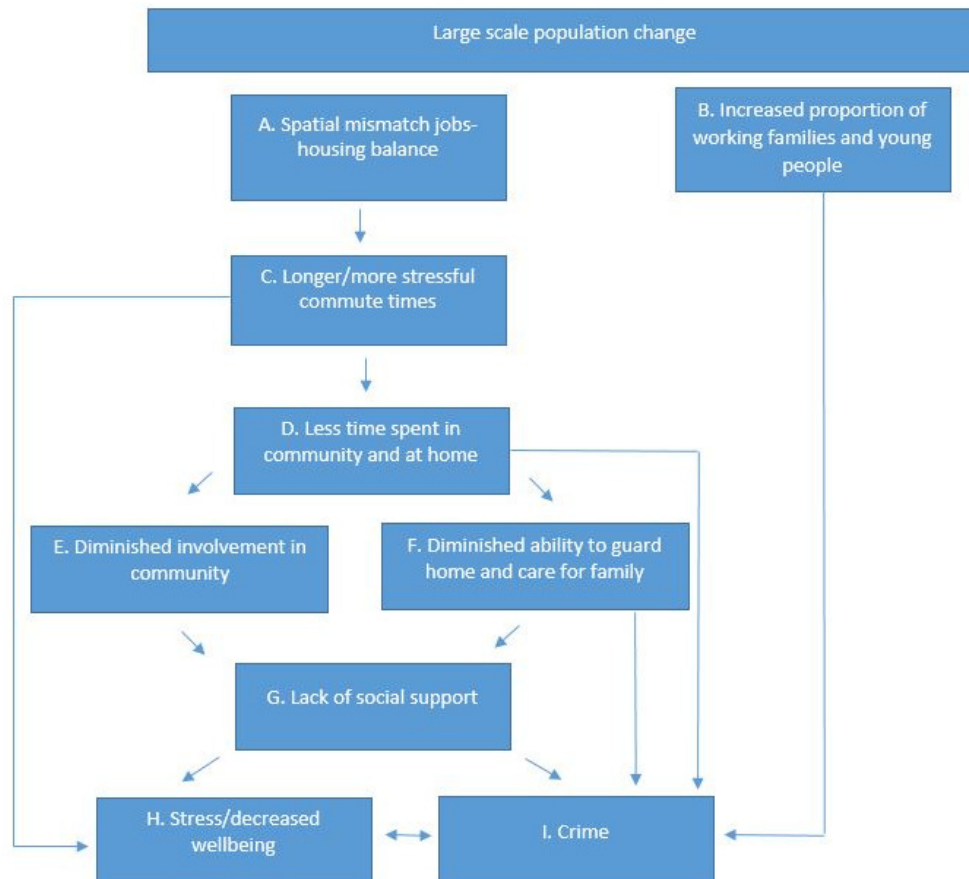 Large scale population change
A. Spatial mismatch jobs-
housing balance
B. Increased proportion of
working families and young
people
C. Longer/more stressful
commute times
D. Less time spent in
community and at home
E. Diminished involvement in
community
F. Diminished ability to guard
home and care for family
G. Lack of social support
H. Stress/decreased
wellbeing
I. Crime